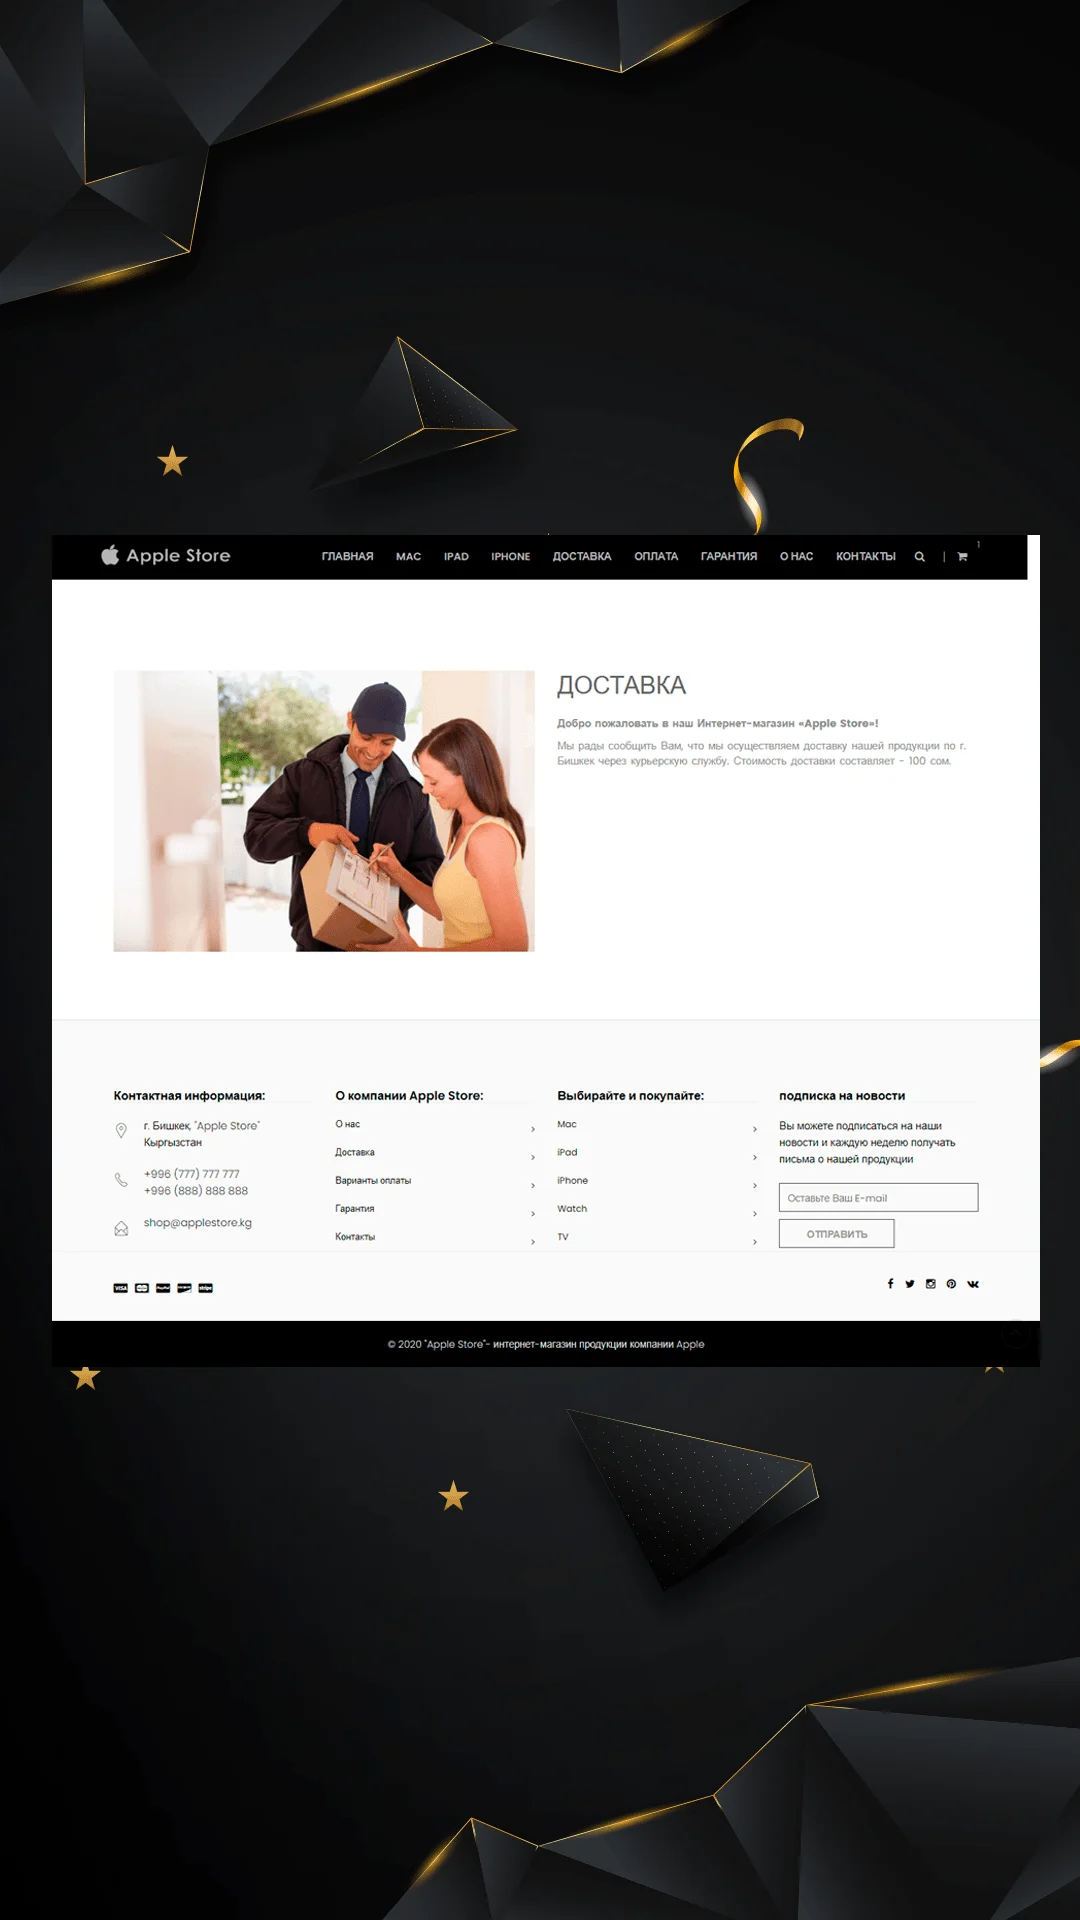 Apple Store
ГЛАВНАЯ MAC IPAD IPHONE ДОСТАВКА ОПЛАТА ГАРАНТИЯ О НАС КОНТАКТЫ | 1
ДОСТАВКА
Добро пожаловать в наш Интернет-магазин «Apple Store»!
Мы рады сообщить Вам, что мы осуществляем доставку нашей продукции по г.
Бишкек через курьерскую службу. Стоимость доставки составляет - 100 сом.
Контактная информация:
г. Бишкек, "Apple Store"
Кыргызстан
+996 (777) 777 777
+996 (888) 888 888
shop@applestore.kg
О компании Apple Store:
О нас
Доставка
Варианты оплаты
Гарантия
Контакты
Выбирайте и покупайте:
Mac
iPad
iPhone
Watch
TV
подписка на новости
Вы можете подписаться на наши
новости и каждую неделю получать
письма о нашей продукции
Оставьте Ваш E-mail
ОТПРАВИТЬ
VISA
PayPal
stripe
© 2020 "Apple Store"- интернет-магазин продукции компании Apple